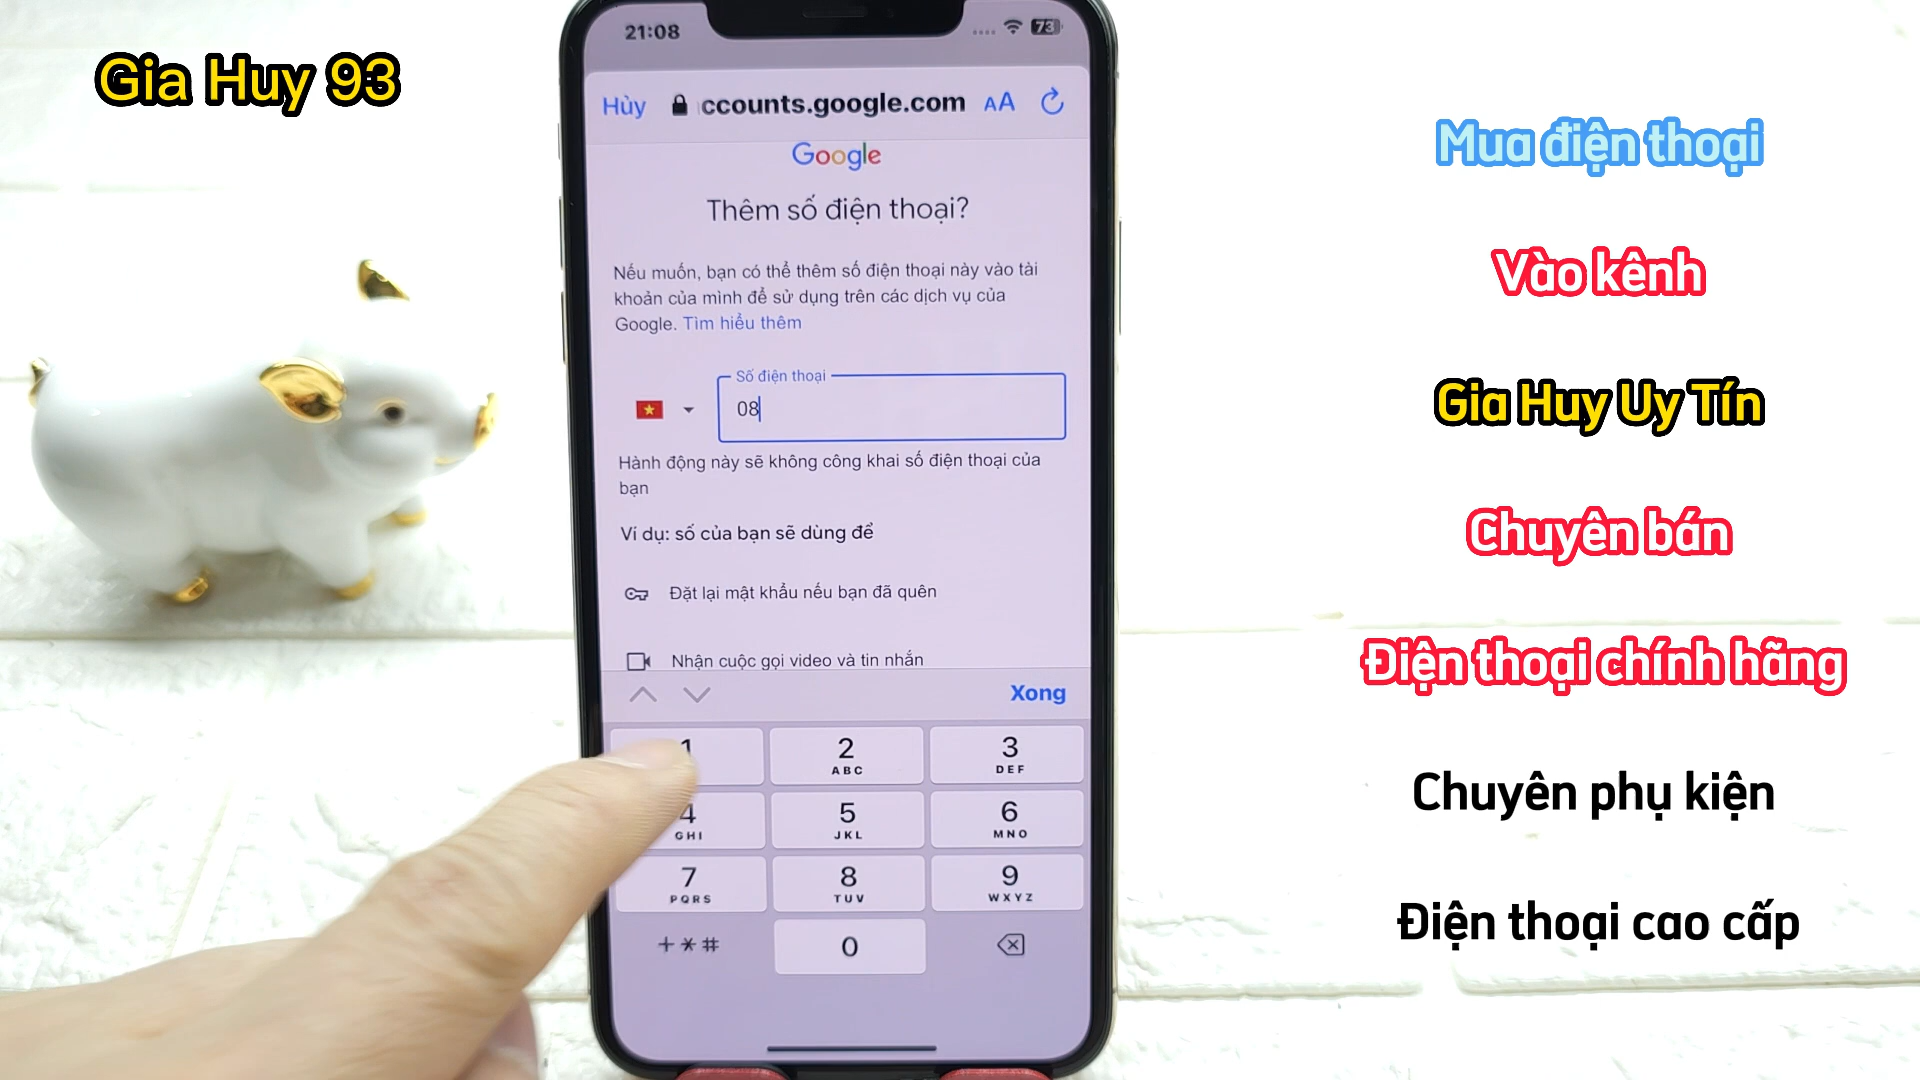 Gia Huy 93
21:08
73
Hủy
ccounts.google.com
AA
Google
Thêm số điện thoại?
Nếu muốn, bạn có thể thêm số điện thoại này vào tài
khoản của mình để sử dụng trên các dịch vụ của
Google. Tìm hiểu thêm
Số điện thoại
08
Hành động này sẽ không công khai số điện thoại của
bạn
Ví dụ: số của bạn sẽ dùng để
Đặt lại mật khẩu nếu bạn đã quên
Nhận cuộc gọi video và tin nhắn
Xong
1
2
ABC
3
DEF
4
GHI
5
JKL
6
MNO
7
PQRS
8
TUV
9
WXYZ
+*#
0
Mua điện thoại
Vào kênh
Gia Huy Uy Tín
Chuyên bán
Điện thoại chính hãng
Chuyên phụ kiện
Điện thoại cao cấp